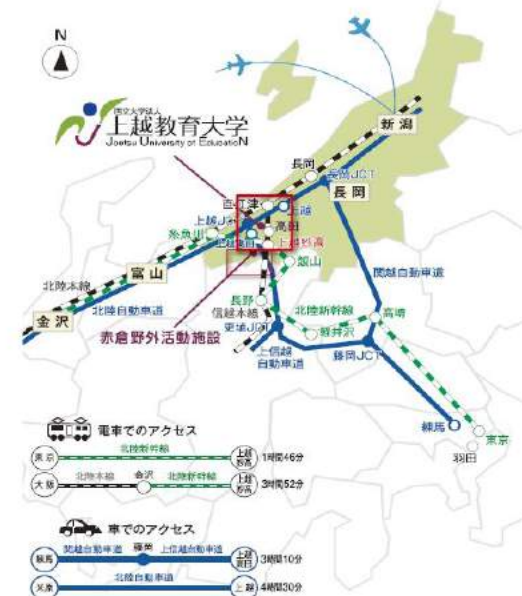 N
国立大学法人
上越教育大学
Joetsu University of EducatioN
新潟
長岡
長岡JCT
長岡
直江津
上越
上越JCT
高田
糸魚川
上越高田
上越妙高
飯山
富山
北陸本線
北陸自動車道
金沢
長野
信越本線
更埴JCT
赤倉野外活動施設
関越自動車道
北陸新幹線
高崎
軽井沢
上信越
自動車道
藤岡JCT
練馬
東京
羽田
電車でのアクセス
東京 北陸新幹線 上越妙高 1時間46分
大阪 北陸本線 金沢 北陸新幹線 上越妙高 3時間52分
車でのアクセス
練馬 関越自動車道 藤岡 上信越自動車道 上越高田 3時間10分
米原 北陸自動車道 上越 4時間30分